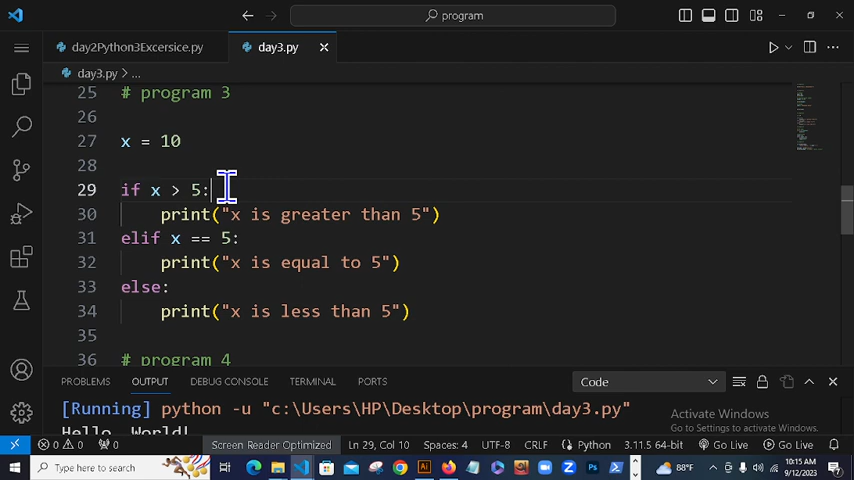 program
day2Python3Excersice.py
day3.py
day3.py > ...
25 # program 3
26
27 x = 10
28
29 if x > 5:
30 print("x is greater than 5")
31 elif x == 5:
32 print("x is equal to 5")
33 else:
34 print("x is less than 5")
35
36 # program 4
PROBLEMS OUTPUT DEBUG CONSOLE TERMINAL PORTS Code
[Running] python -u "c:\Users\HP\Desktop\program\day3.py"
Hello, World!
Activate Windows
Go to Settings to activate Windows.
0 0 0 Screen Reader Optimized Ln 29, Col 10 Spaces: 4 UTF-8 CRLF Python 3.11.5 64-bit Go Live Go Live
Type here to search 88°F 10:15 AM
9/12/2023